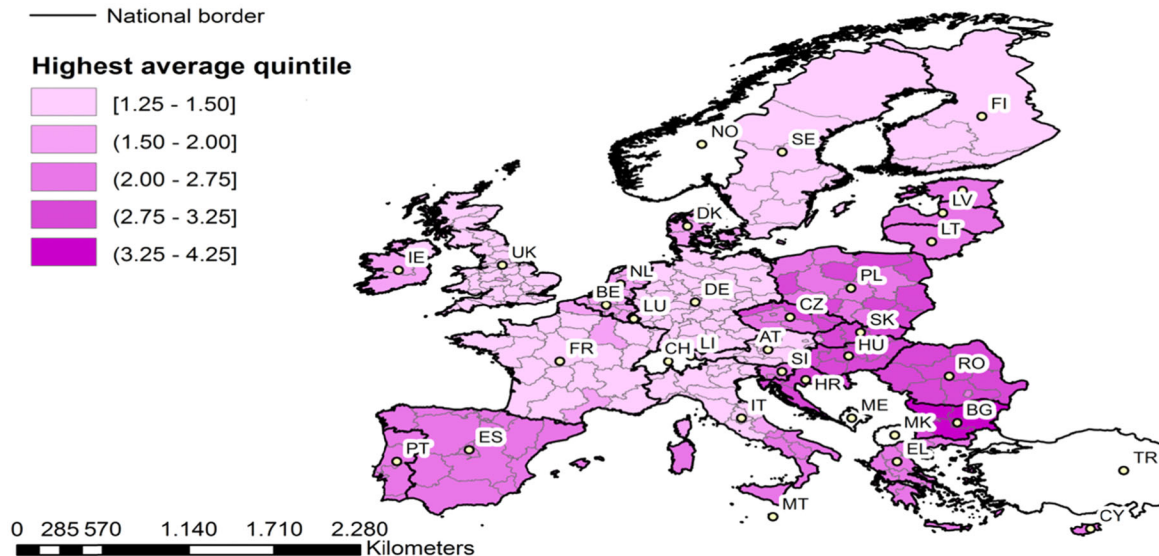 National border
Highest average quintile
[1.25 - 1.50]
(1.50 - 2.00]
(2.00 - 2.75]
(2.75 - 3.25]
(3.25 - 4.25]
FI
NO
SE
LV
DK
LT
IE
UK
NL
PL
BE
DE
LU
CZ
SK
AT
LI
HU
FR
CH
SI
RO
HR
IT
ME
BG
MK
ES
PT
EL
TR
MT
CY
0 285 570 1.140 1.710 2.280
Kilometers